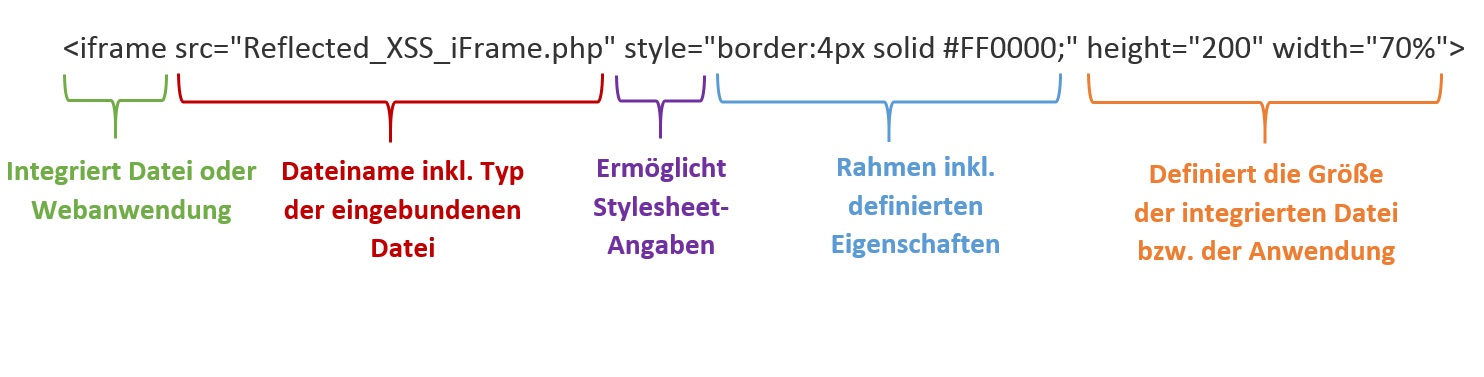 <iframe src="Reflected_XSS_iFrame.php" style="border:4px solid #FF0000;" height="200" width="70%">
Integriert Datei oder
Webanwendung
Dateiname inkl. Typ
der eingebundenen
Datei
Ermöglicht
Stylesheet-
Angaben
Rahmen inkl.
definierten
Eigenschaften
Definiert die Größe
der integrierten Datei
bzw. der Anwendung